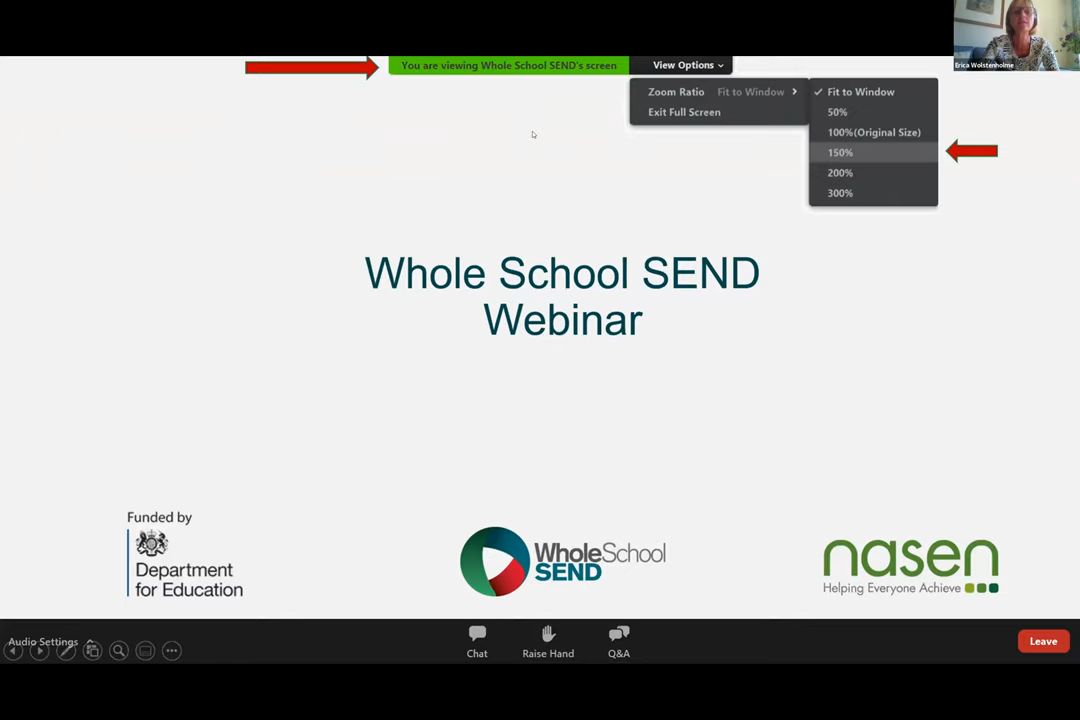 Erica Wolstenholme
You are viewing Whole School SEND's screen
View Options
Zoom Ratio Fit to Window
Exit Full Screen
Fit to Window
50%
100%(Original Size)
150%
200%
300%
Whole School SEND
Webinar
Funded by
Department
for Education
WholeSchool
SEND
nasen
Helping Everyone Achieve
Audio Settings
Chat
Raise Hand
Q&A
Leave